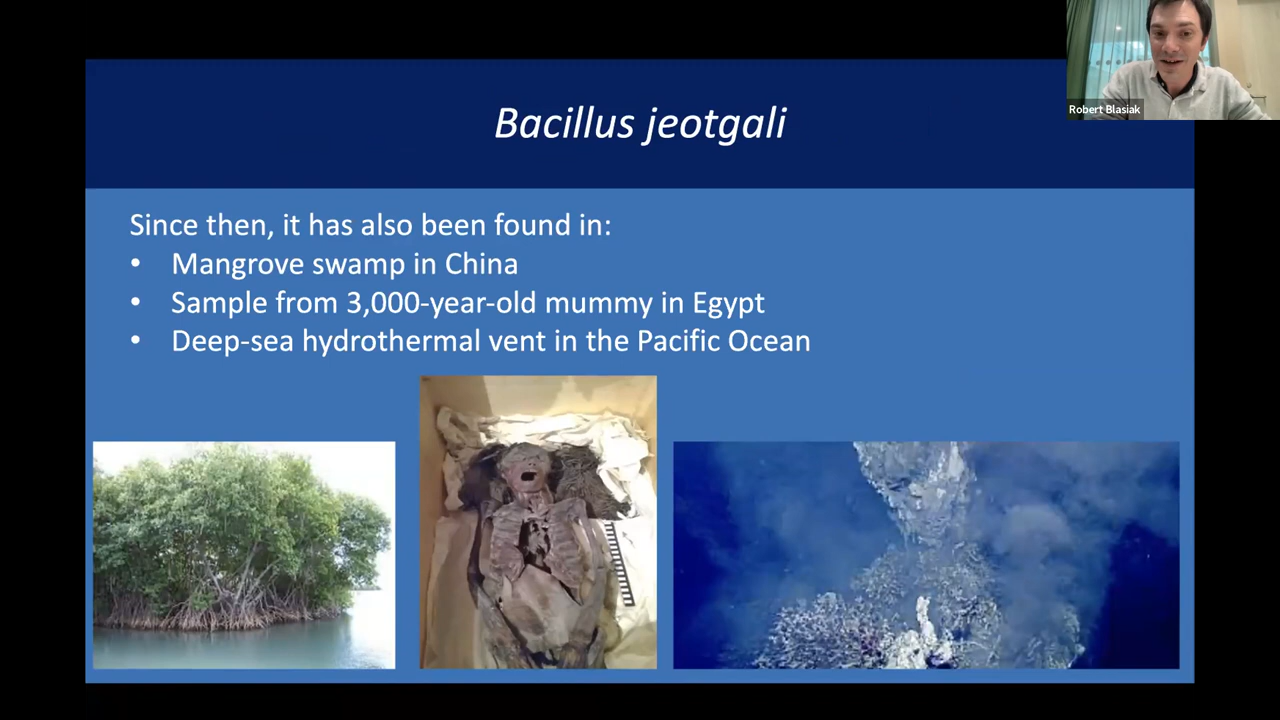 Bacillus jeotgali
Robert Blasiak
Since then, it has also been found in:
• Mangrove swamp in China
• Sample from 3,000-year-old mummy in Egypt
• Deep-sea hydrothermal vent in the Pacific Ocean